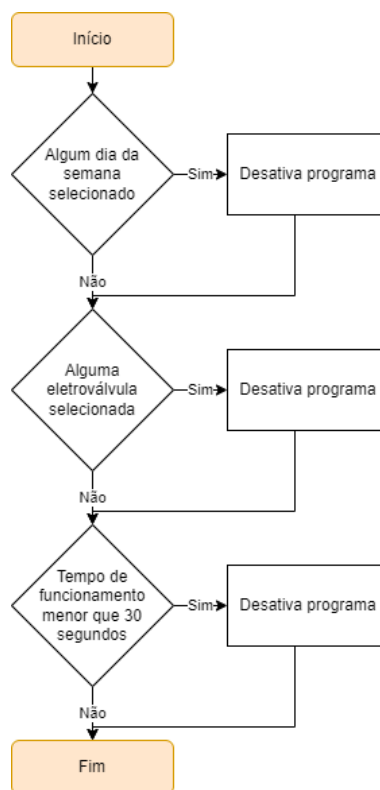 Início
Algum dia da
semana
selecionado
Sim
Desativa programa
Não
Alguma
eletroválvula
selecionada
Sim
Desativa programa
Não
Tempo de
funcionamento
menor que 30
segundos
Sim
Desativa programa
Não
Fim